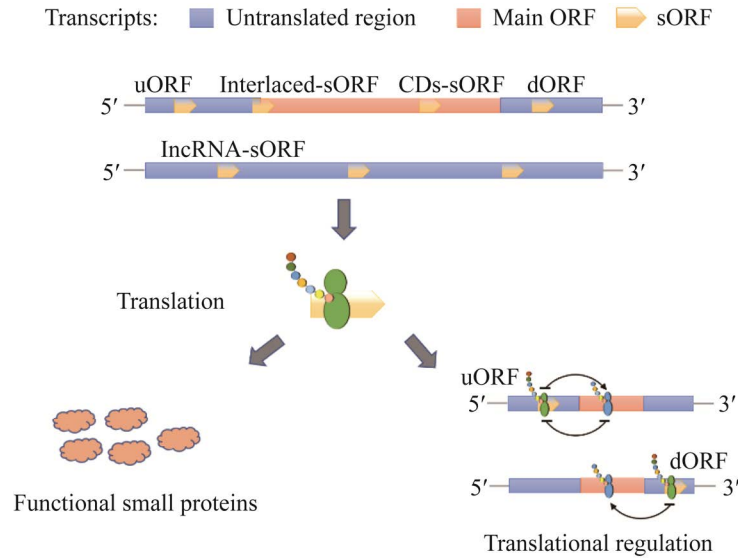 Transcripts: Untranslated region Main ORF sORF
uORF Interlaced-sORF CDs-sORF dORF
5′ 3′
lncRNA-sORF
5′ 3′
Translation
uORF
5′ 3′
dORF
5′ 3′
Functional small proteins
Translational regulation